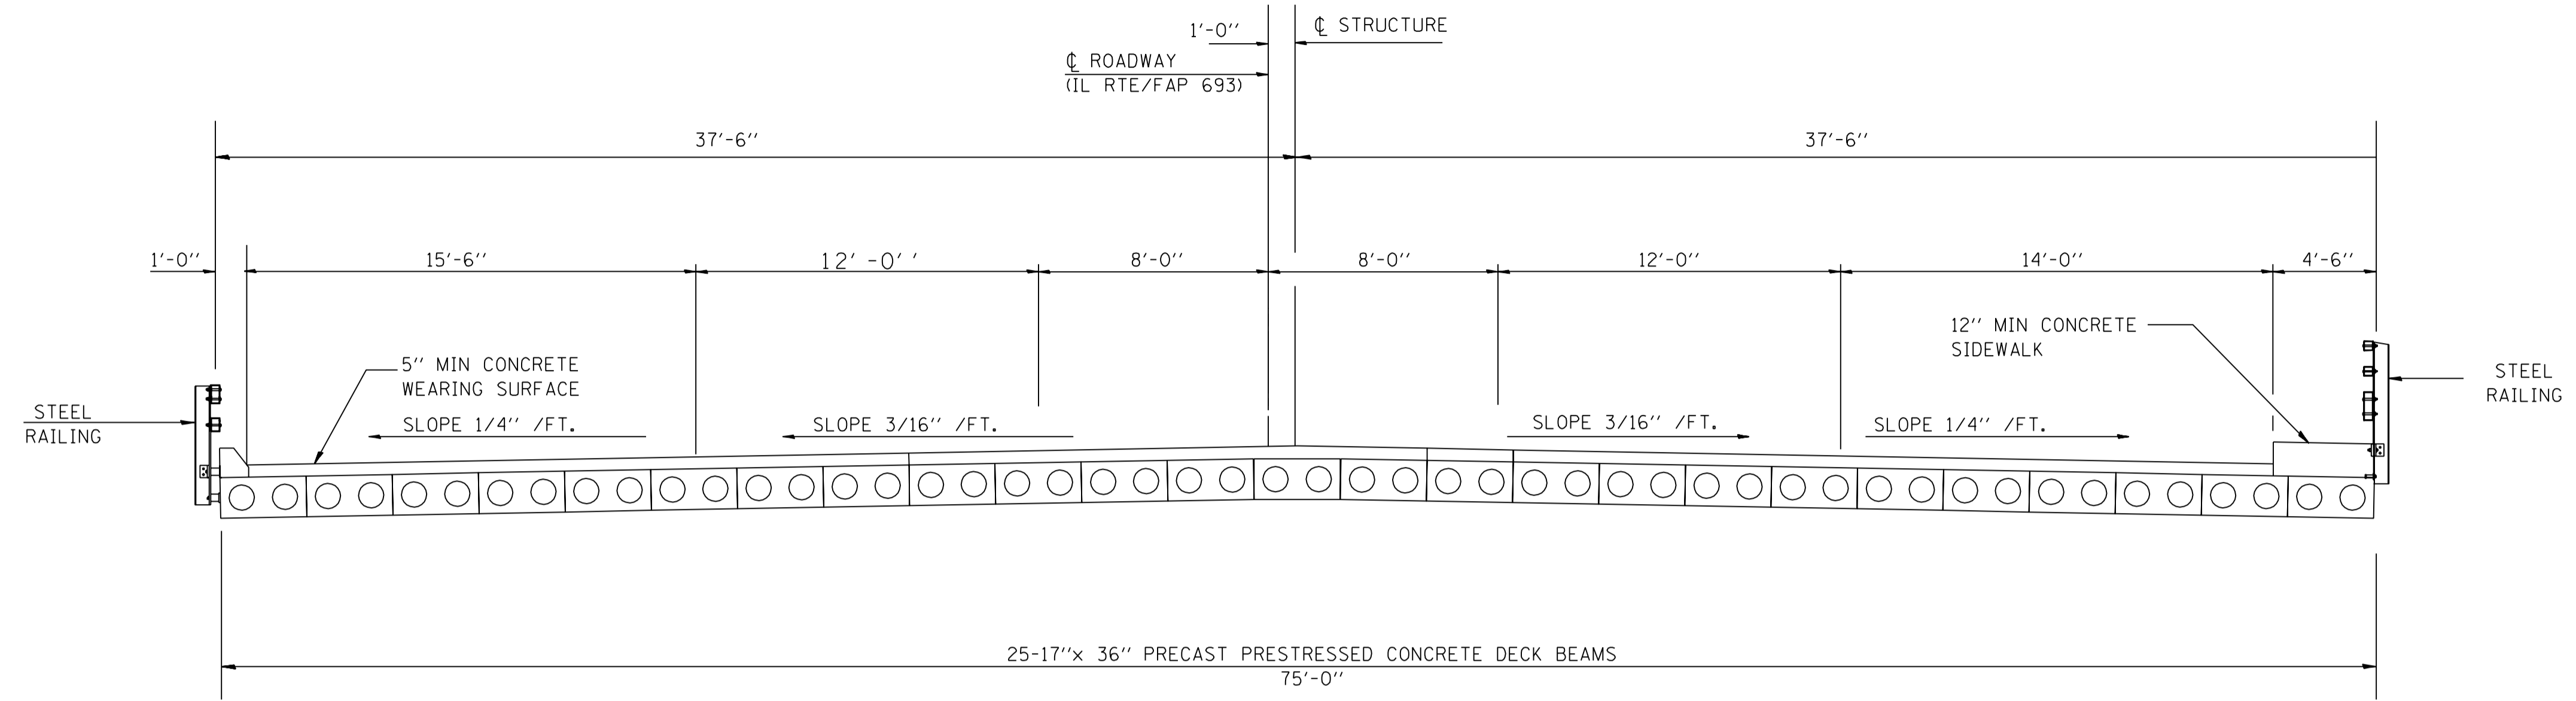 1'-0''
℄ STRUCTURE
℄ ROADWAY
(IL RTE/FAP 693)
37'-6''
37'-6''
1'-0''
15'-6''
12'-0''
8'-0''
8'-0''
12'-0''
14'-0''
4'-6''
12'' MIN CONCRETE
SIDEWALK
5'' MIN CONCRETE
WEARING SURFACE
STEEL
RAILING
STEEL
RAILING
SLOPE 1/4'' /FT.
SLOPE 3/16'' /FT.
SLOPE 3/16'' /FT.
SLOPE 1/4'' /FT.
25-17''x 36'' PRECAST PRESTRESSED CONCRETE DECK BEAMS
75'-0''